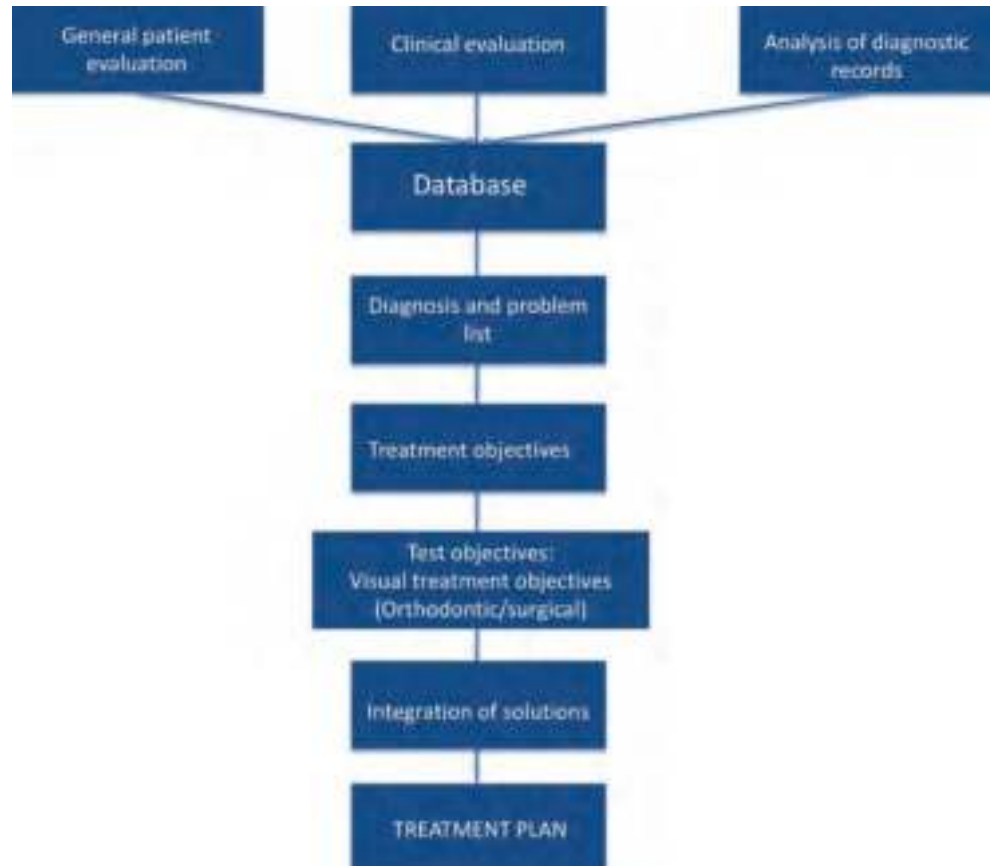 General patient
evaluation
Clinical evaluation
Analysis of diagnostic
records
Database
Diagnosis and problem
list
Treatment objectives
Test objectives:
Visual treatment objectives
(Orthodontic/surgical)
Integration of solutions
TREATMENT PLAN